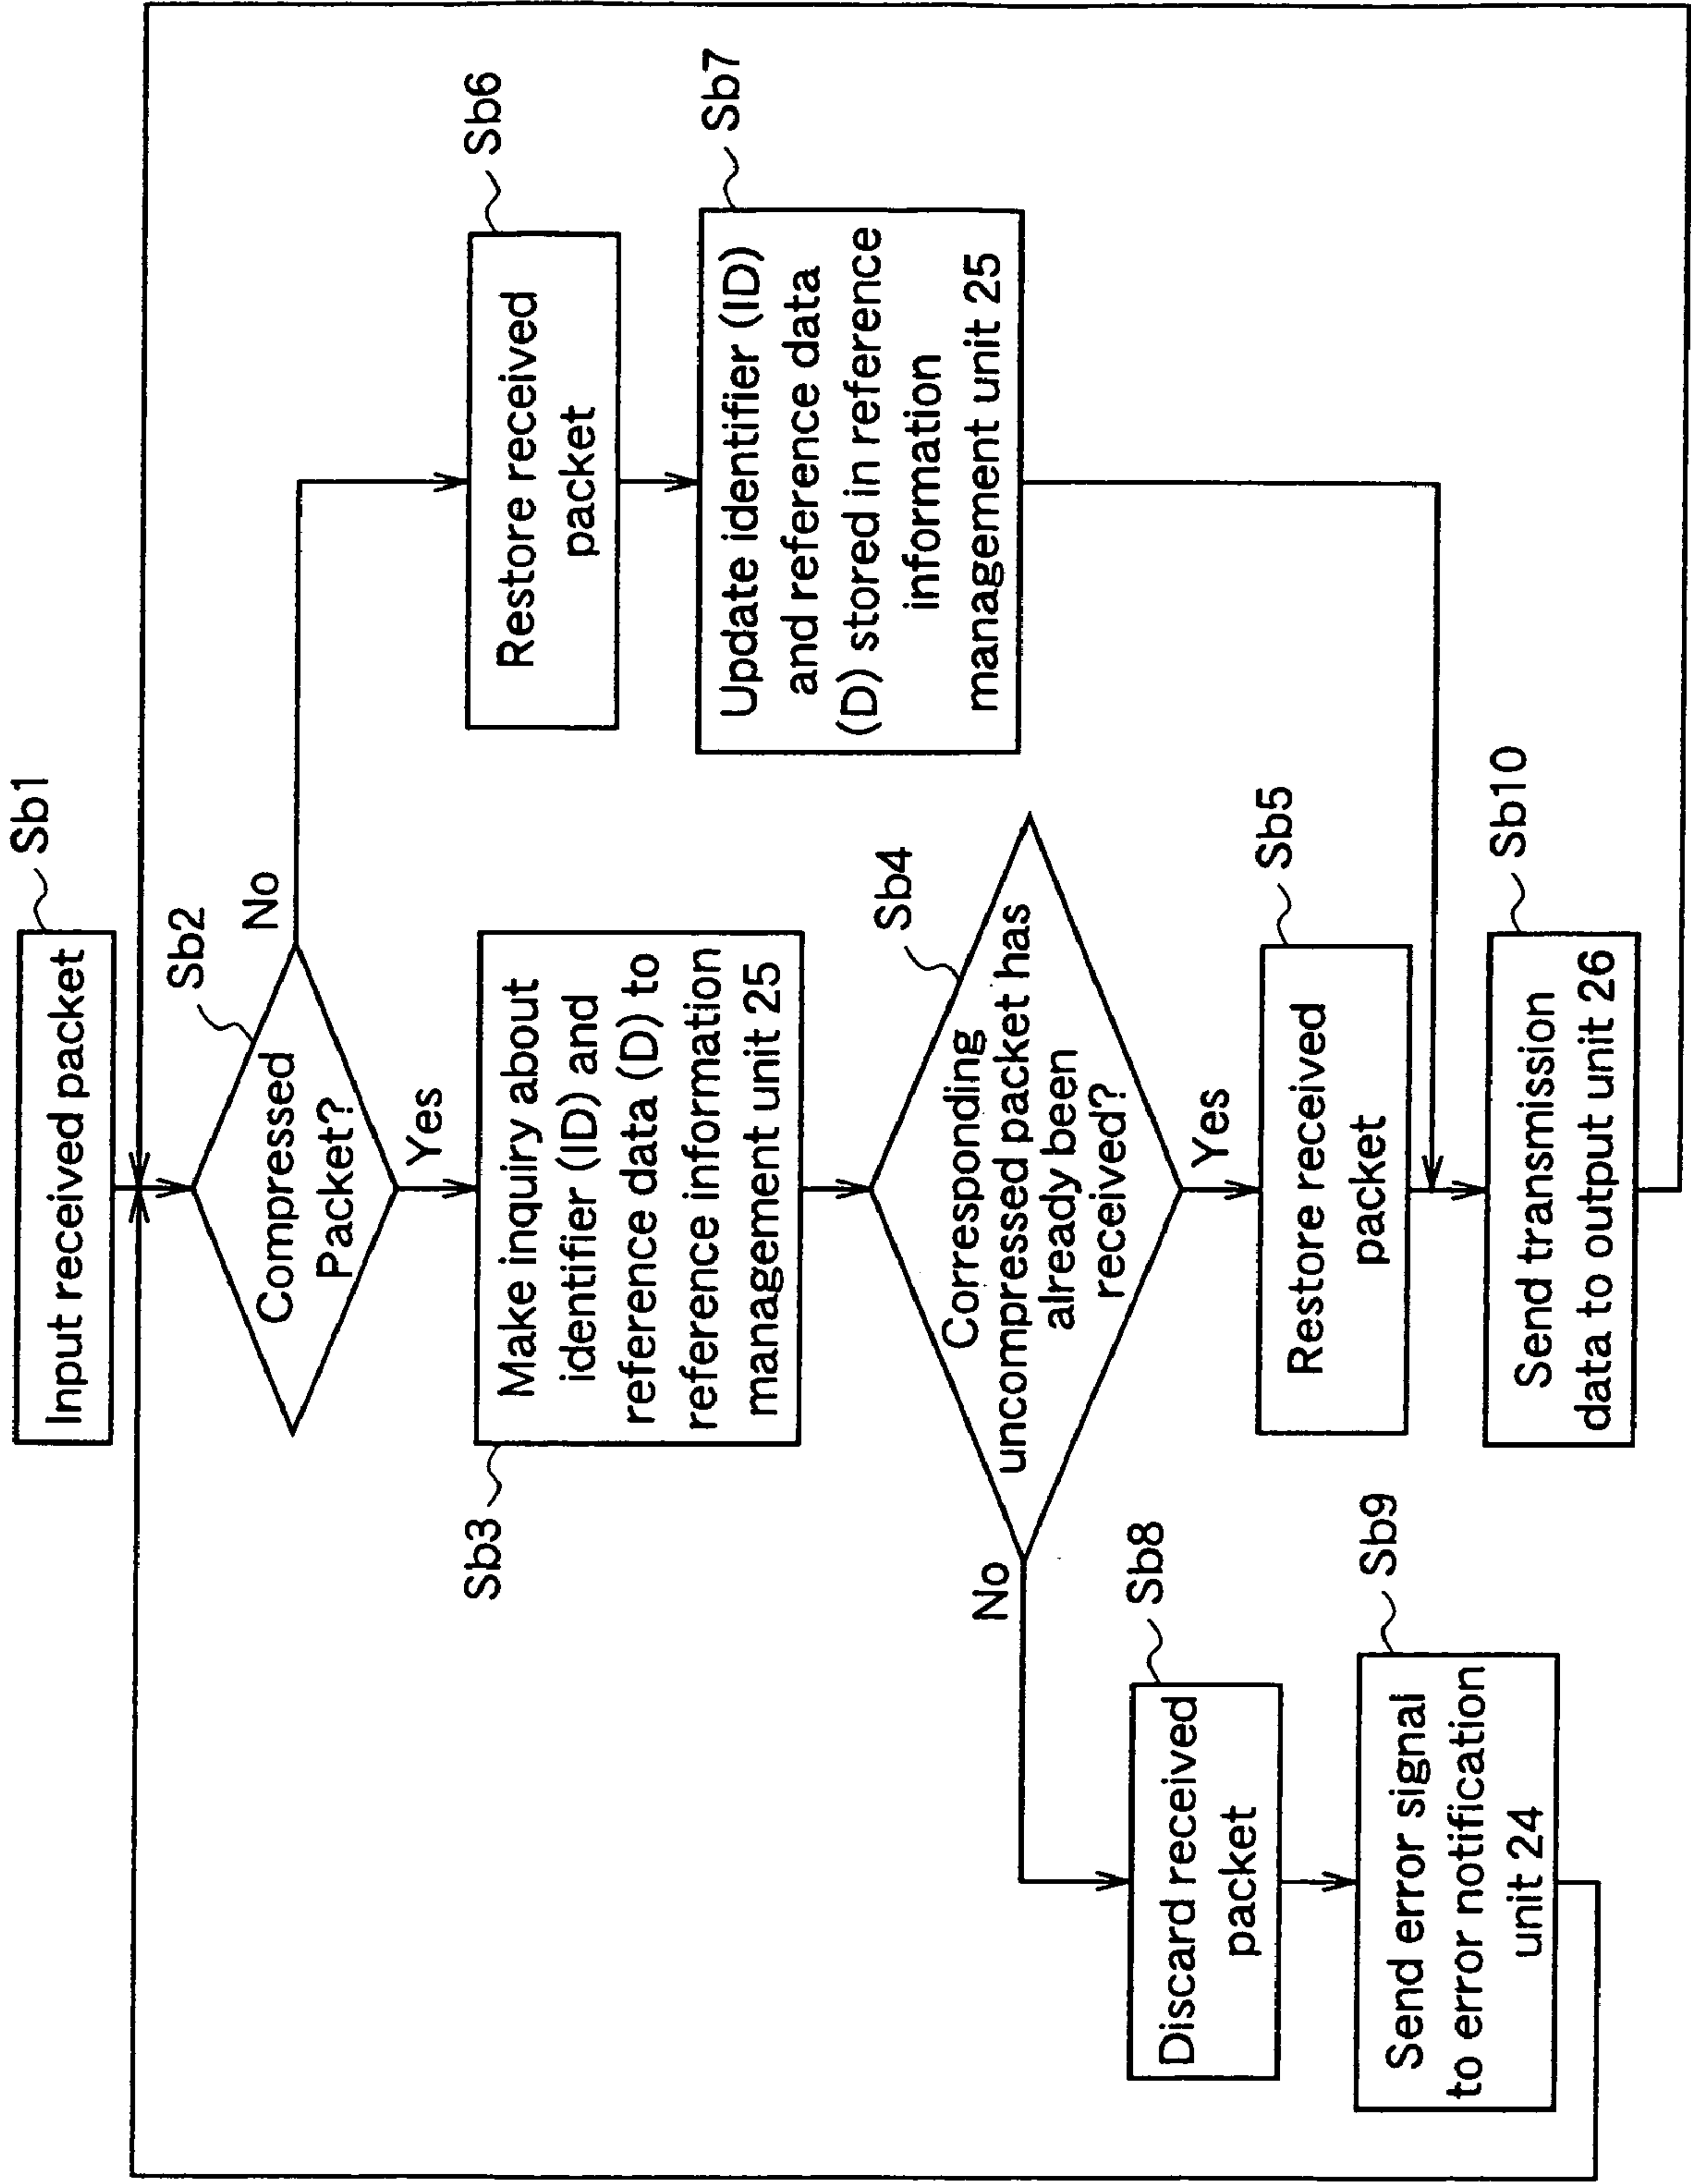 Sb1
Input received packet
Sb2
Compressed
Packet?
No
Yes
Sb3
Make inquiry about
identifier (ID) and
reference data (D) to
reference information
management unit 25
Sb4
Corresponding
uncompressed packet has
already been
received?
Yes
No
Sb5
Restore received
packet
Sb6
Restore received
packet
Sb7
Update identifier (ID)
and reference data
(D) stored in reference
information
management unit 25
Sb8
Discard received
packet
Sb9
Send error signal
to error notification
unit 24
Sb10
Send transmission
data to output unit 26